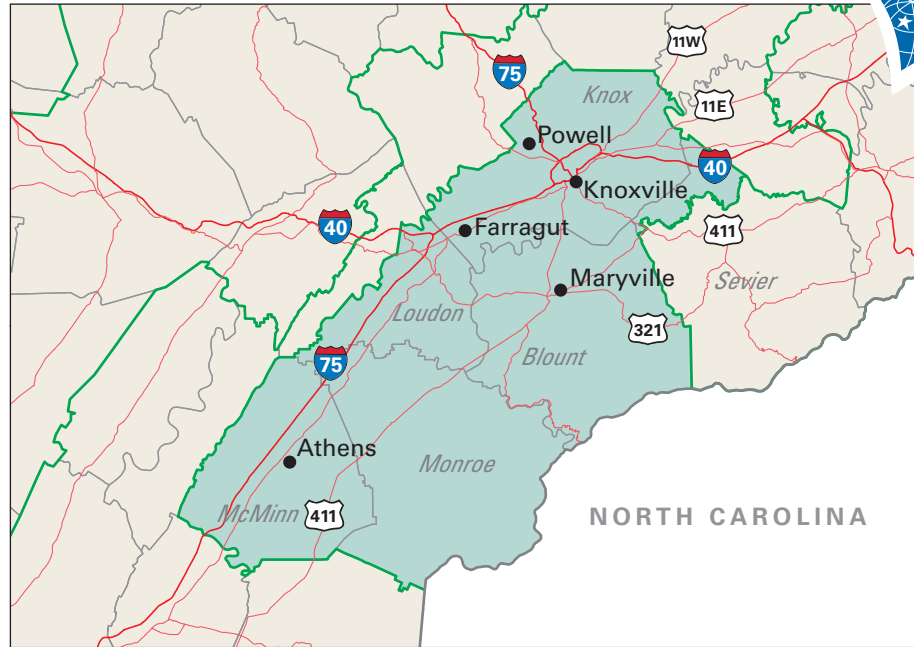 11W
75
Knox
11E
Powell
40
Knoxville
40
Farragut
411
Maryville
Sevier
Loudon
321
75
Blount
Athens
Monroe
McMinn
411
NORTH CAROLINA